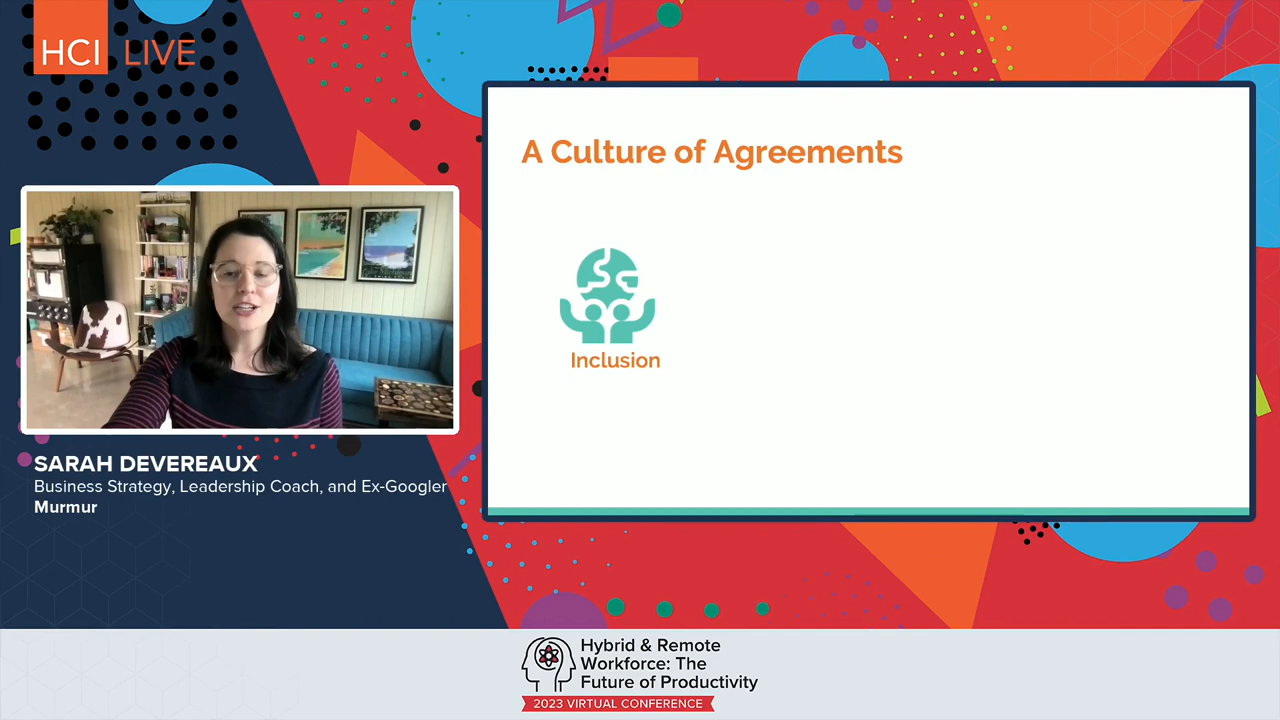 HCI LIVE
A Culture of Agreements
Inclusion
SARAH DEVEREAUX
Business Strategy, Leadership Coach, and Ex-Googler
Murmur
Hybrid & Remote
Workforce: The
Future of Productivity
2023 VIRTUAL CONFERENCE